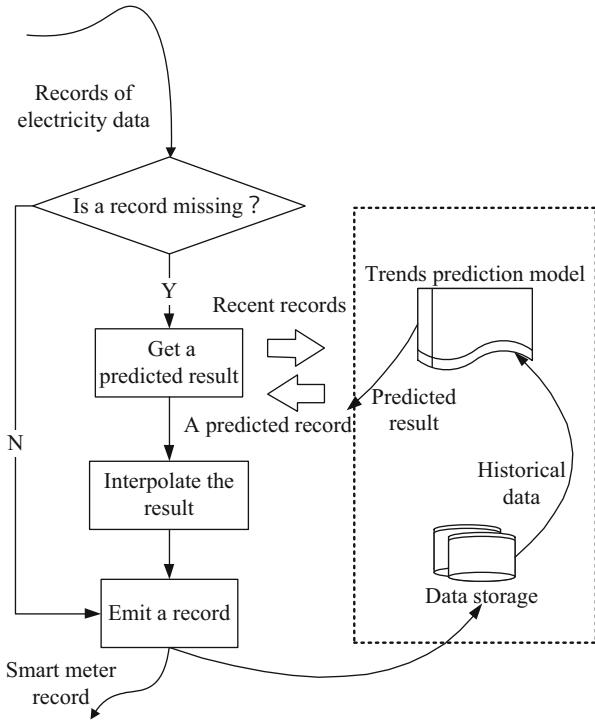 Records of
electricity data
Is a record missing ?
Y
Recent records
Get a
predicted result
A predicted record
N
Interpolate the
result
Emit a record
Smart meter
record
Trends prediction model
Predicted
result
Historical
data
Data storage